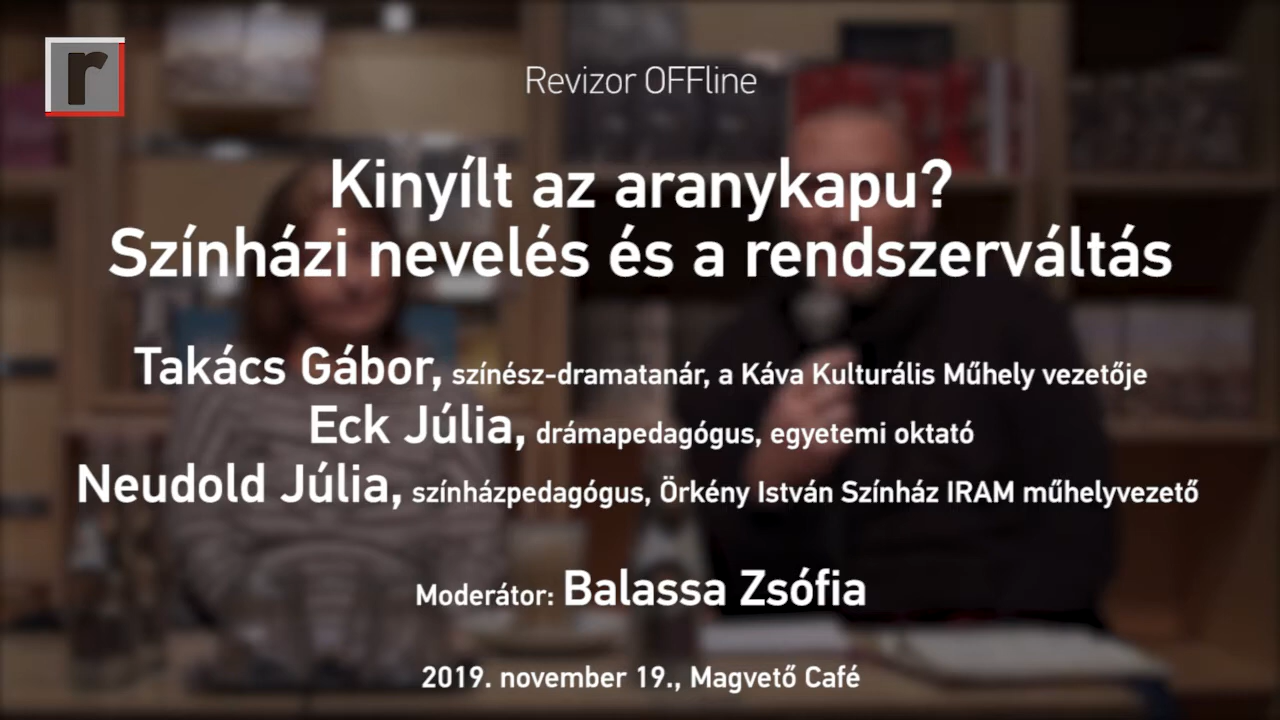 r
Revizor OFFline
Kinyílt az aranykapu?
Színházi nevelés és a rendszerváltás
Takács Gábor, színész-dramatanár, a Káva Kulturális Műhely vezetője
Eck Júlia, drámapedagógus, egyetemi oktató
Neudold Júlia, színházpedagógus, Örkény István Színház IRAM műhelyvezető
Moderátor: Balassa Zsófia
2019. november 19., Magvető Café